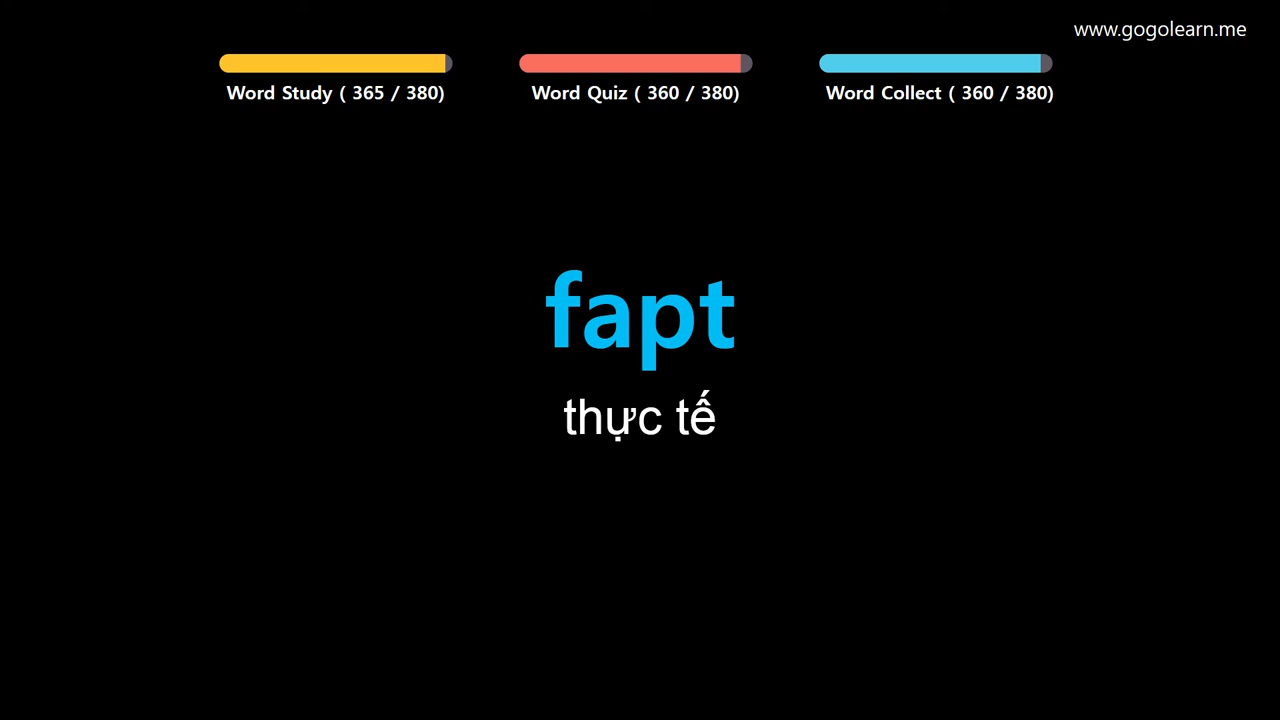 www.gogolearn.me
Word Study ( 365 / 380)
Word Quiz ( 360 / 380)
Word Collect ( 360 / 380)
fapt
thực tế